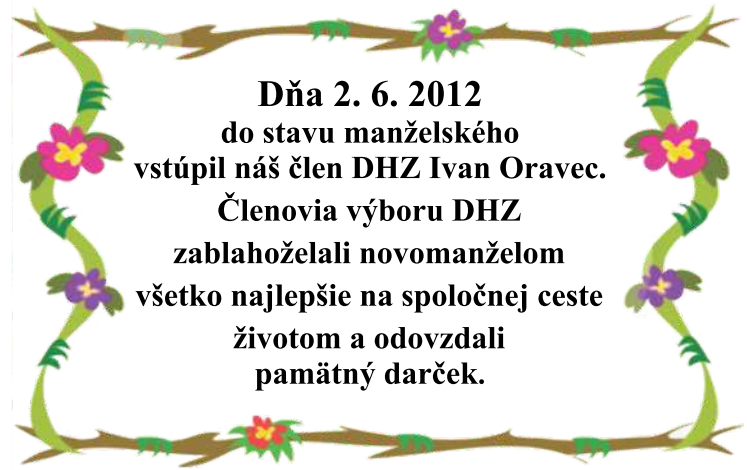 Dňa 2. 6. 2012
do stavu manželského
vstúpil náš člen DHZ Ivan Oravec.
Členovia výboru DHZ
zablahoželali novomanželom
všetko najlepšie na spoločnej ceste
životom a odovzdali
pamätný darček.